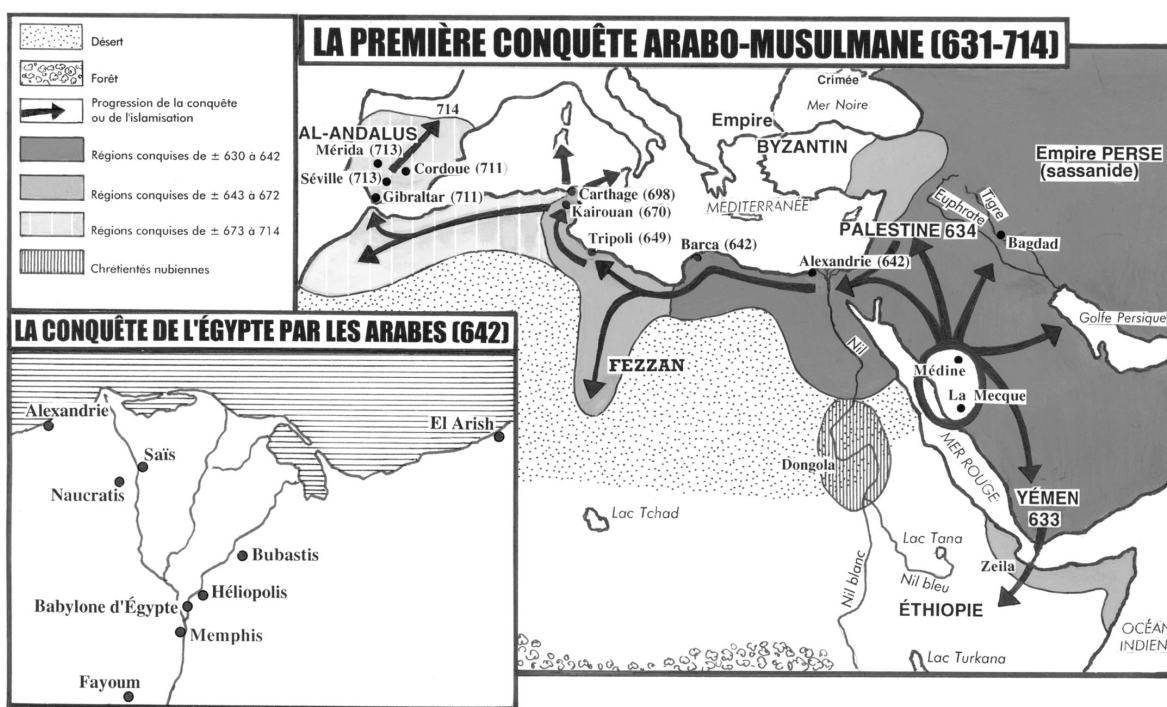 LA PREMIÈRE CONQUÊTE ARABO-MUSULMANE (631-714)
Désert
Forêt
Progression de la conquête
ou de l'islamisation
Régions conquises de ± 630 à 642
Régions conquises de ± 643 à 672
Régions conquises de ± 673 à 714
Chrétientés nubiennes
714
AL-ANDALUS
Mérida (713)
Cordoue (711)
Séville (713)
Gibraltar (711)
Carthage (698)
Kairouan (670)
Tripoli (649)
Barca (642)
Alexandrie (642)
MÉDITERRANÉE
Crimée
Mer Noire
Empire
BYZANTIN
Empire PERSE
(sassanide)
Tigre
Euphrate
PALESTINE 634
Bagdad
Golfe Persique
Médine
La Mecque
MER ROUGE
YÉMEN
633
Nil
FEZZAN
Dongola
Lac Tchad
Lac Tana
Nil bleu
Nil blanc
Zeila
ÉTHIOPIE
OCÉAN
INDIEN
Lac Turkana
LA CONQUÊTE DE L'ÉGYPTE PAR LES ARABES (642)
Alexandrie
El Arish
Saïs
Naucratis
Bubastis
Héliopolis
Babylone d'Égypte
Memphis
Fayoum